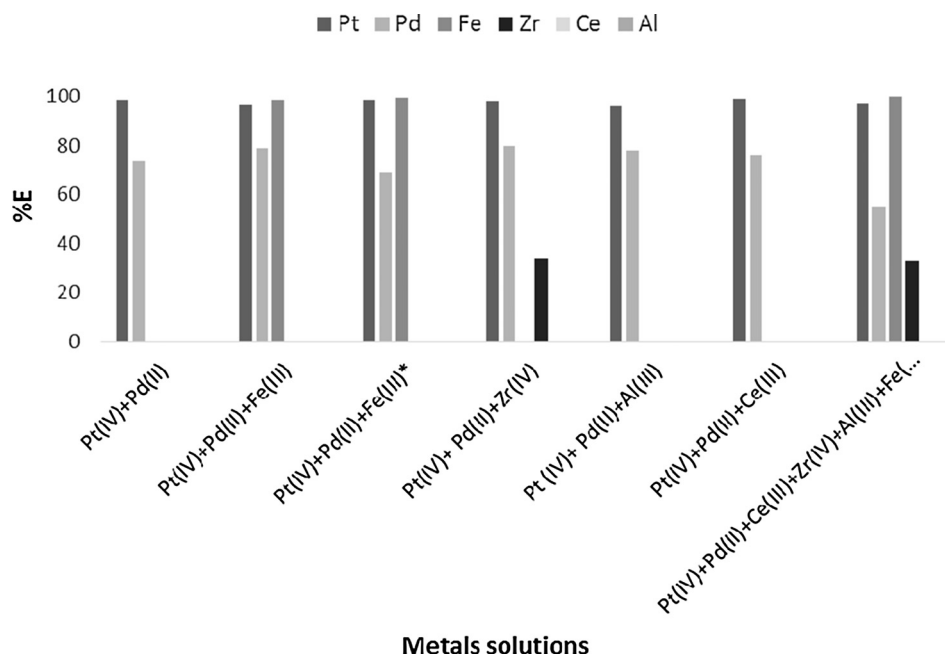 Pt Pd Fe Zr Ce Al
100
80
60
40
20
0
%E
Pt(IV)+Pd(II)
Pt(IV)+Pd(II)+Fe(III)
Pt(IV)+Pd(II)+Fe(III)*
Pt(IV)+ Pd(II)+Zr(IV)
Pt (IV)+ Pd(II)+Al(III)
Pt(IV)+Pd(II)+Ce(III)
Pt(IV)+Pd(II)+Ce(III)+Zr(IV)+Al(III)+Fe(...
Metals solutions